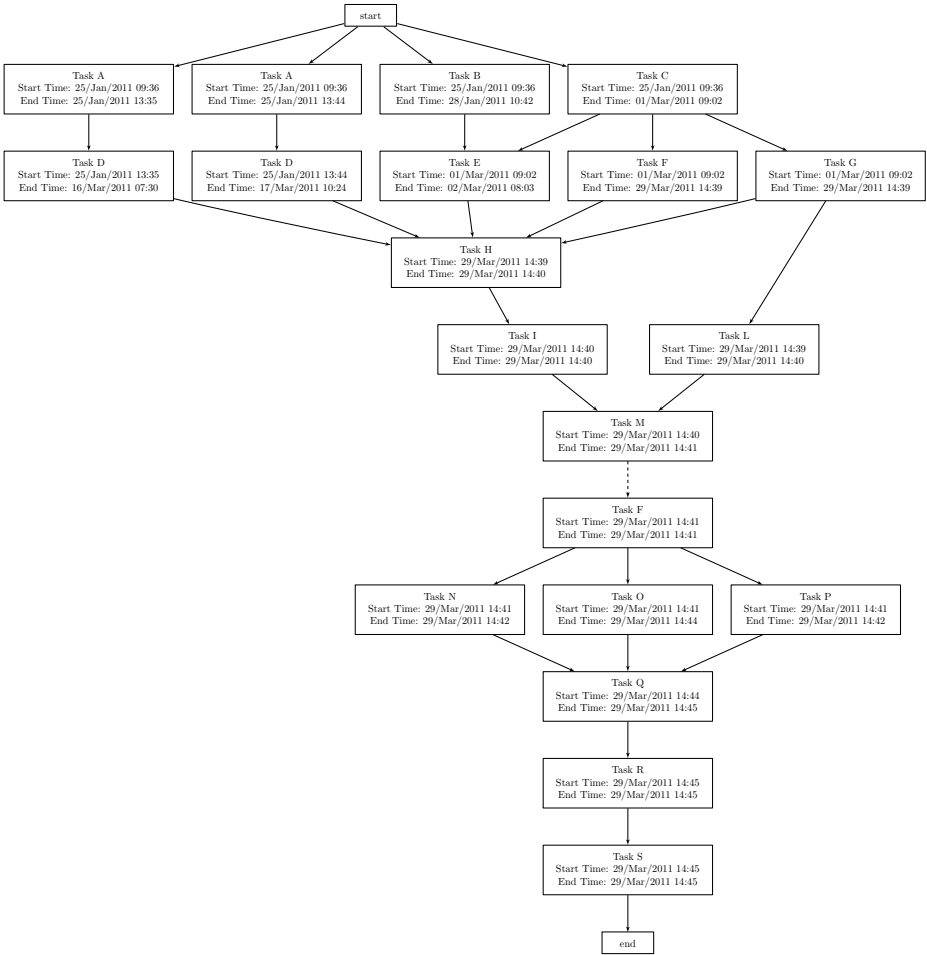 start
Task A
Start Time: 25/Jan/2011 09:36
End Time: 25/Jan/2011 13:35
Task A
Start Time: 25/Jan/2011 09:36
End Time: 25/Jan/2011 13:44
Task B
Start Time: 25/Jan/2011 09:36
End Time: 28/Jan/2011 10:42
Task C
Start Time: 25/Jan/2011 09:36
End Time: 01/Mar/2011 09:02
Task D
Start Time: 25/Jan/2011 13:35
End Time: 16/Mar/2011 07:30
Task D
Start Time: 25/Jan/2011 13:44
End Time: 17/Mar/2011 10:24
Task E
Start Time: 01/Mar/2011 09:02
End Time: 02/Mar/2011 08:03
Task F
Start Time: 01/Mar/2011 09:02
End Time: 29/Mar/2011 14:39
Task G
Start Time: 01/Mar/2011 09:02
End Time: 29/Mar/2011 14:39
Task H
Start Time: 29/Mar/2011 14:39
End Time: 29/Mar/2011 14:40
Task I
Start Time: 29/Mar/2011 14:40
End Time: 29/Mar/2011 14:40
Task L
Start Time: 29/Mar/2011 14:39
End Time: 29/Mar/2011 14:40
Task M
Start Time: 29/Mar/2011 14:40
End Time: 29/Mar/2011 14:41
Task F
Start Time: 29/Mar/2011 14:41
End Time: 29/Mar/2011 14:41
Task N
Start Time: 29/Mar/2011 14:41
End Time: 29/Mar/2011 14:42
Task O
Start Time: 29/Mar/2011 14:41
End Time: 29/Mar/2011 14:44
Task P
Start Time: 29/Mar/2011 14:41
End Time: 29/Mar/2011 14:42
Task Q
Start Time: 29/Mar/2011 14:44
End Time: 29/Mar/2011 14:45
Task R
Start Time: 29/Mar/2011 14:45
End Time: 29/Mar/2011 14:45
Task S
Start Time: 29/Mar/2011 14:45
End Time: 29/Mar/2011 14:45
end